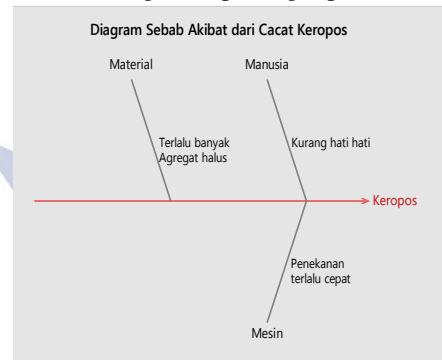 Diagram Sebab Akibat dari Cacat Keropos
Material
Manusia
Terlalu banyak
Agregat halus
Kurang hati hati
Keropos
Penekanan
terlalu cepat
Mesin